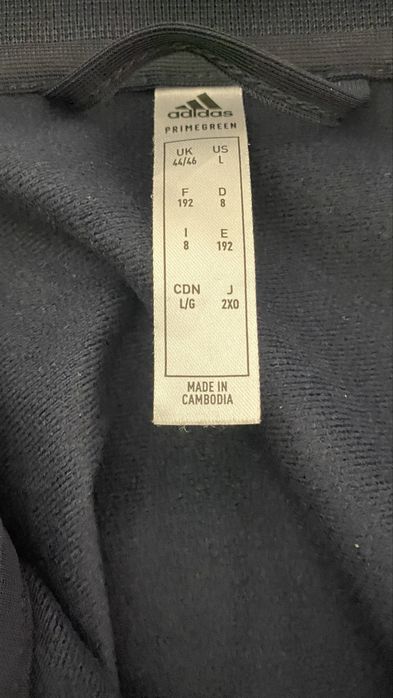 adidas
PRIMEGREEN
UK US
44/46 L
F D
192 8
I E
8 192
CDN J
L/G 2XO
MADE IN
CAMBODIA